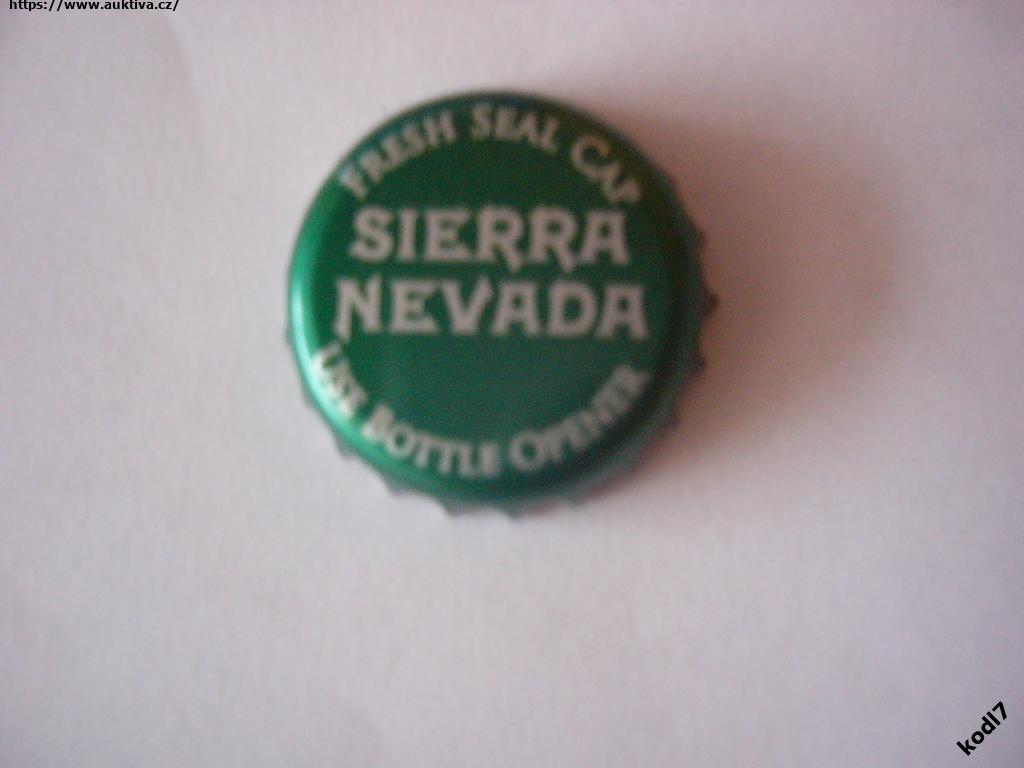 https://www.auktiva.cz/
FRESH SEAL CAP
SIERRA
NEVADA
USE BOTTLE OPENER
kodl7